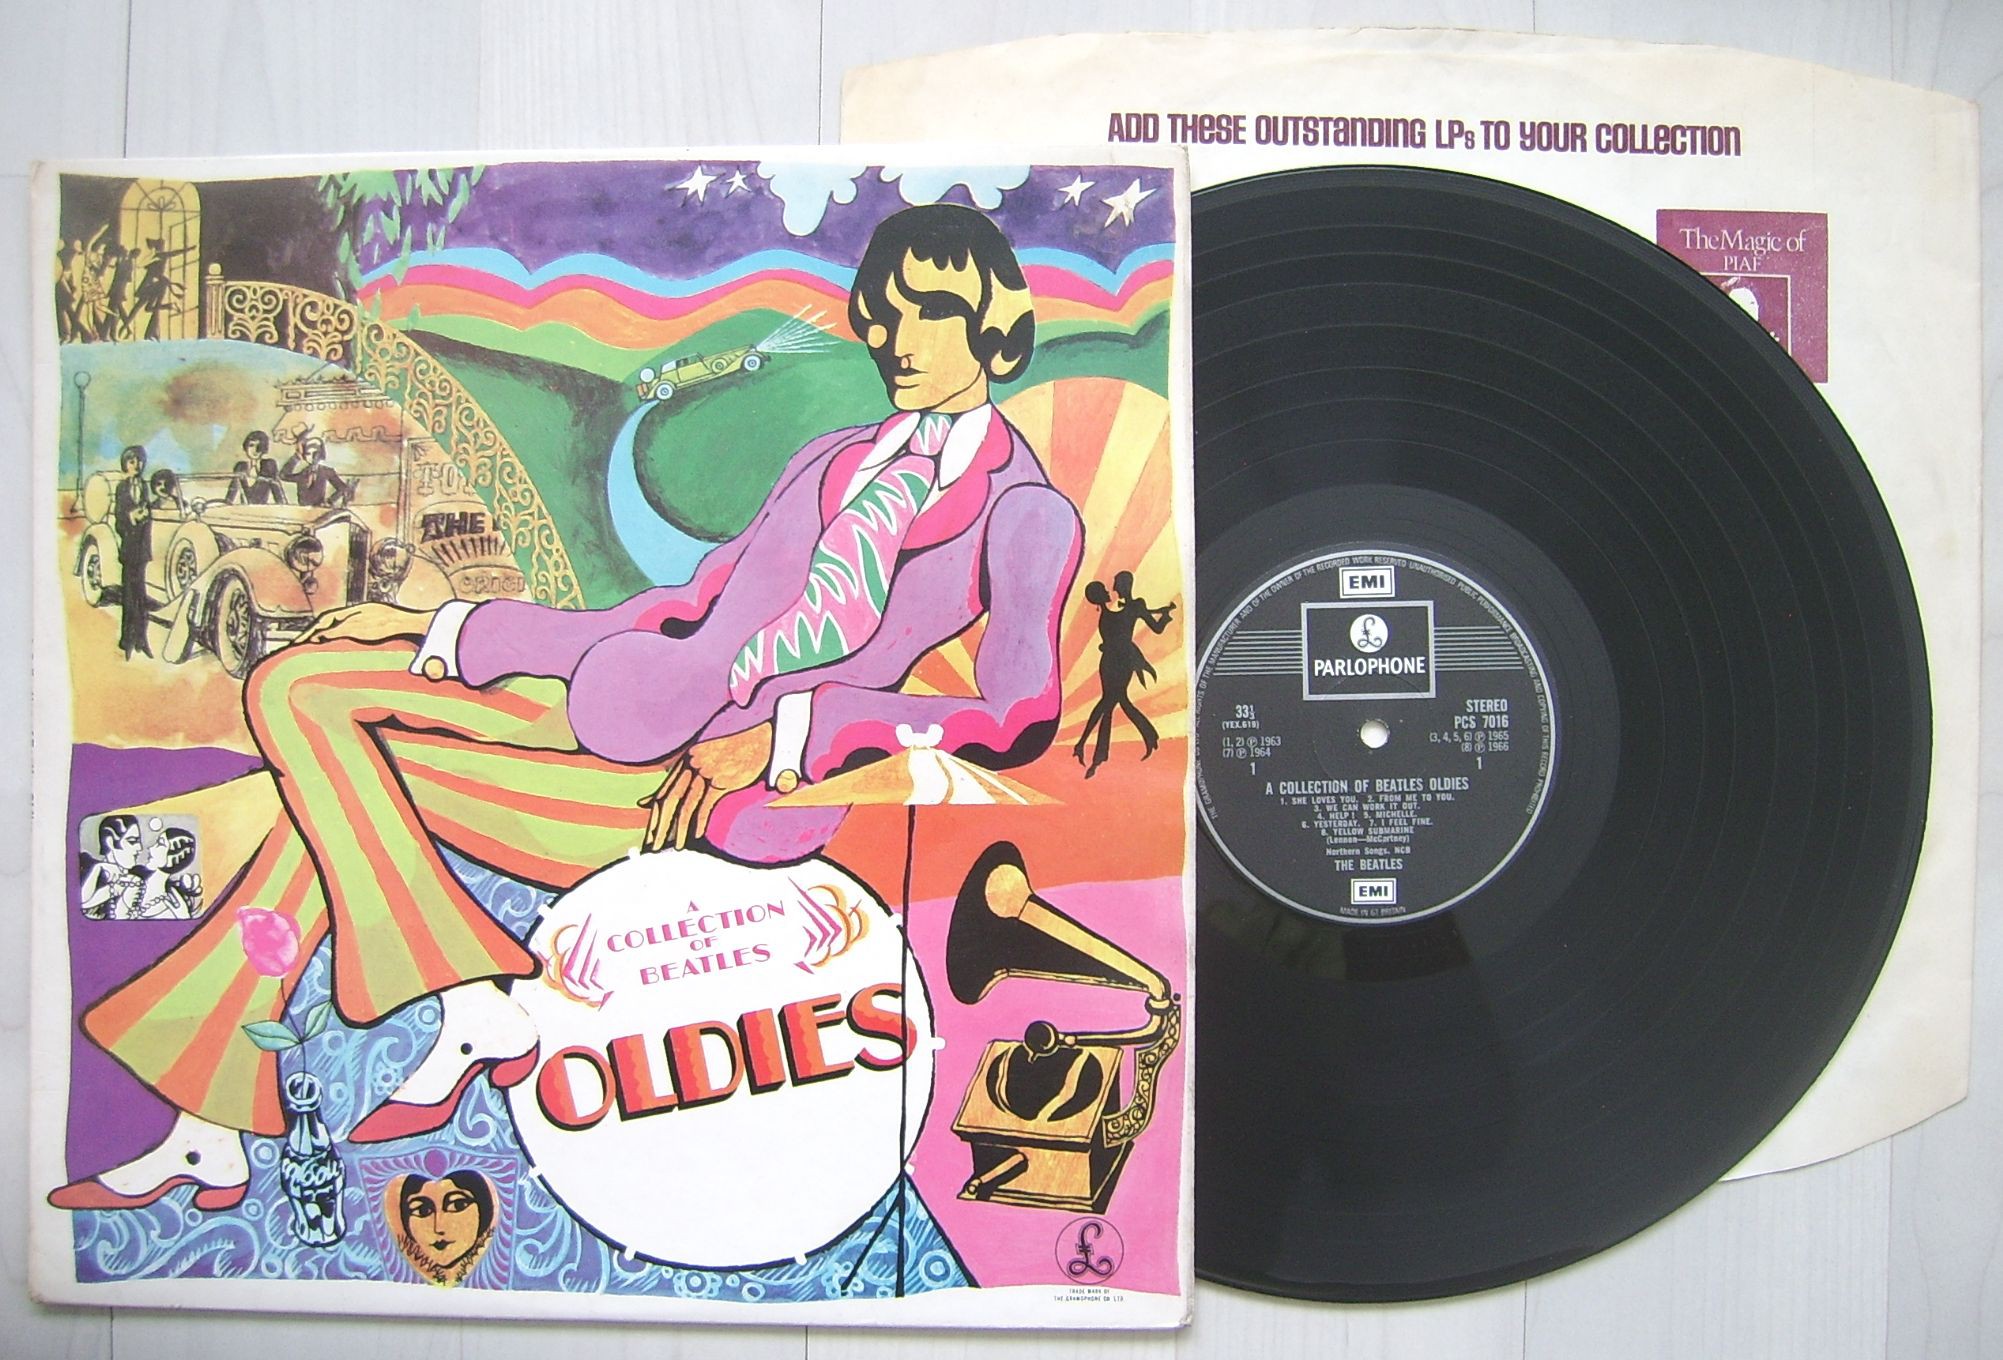 ADD THESE OUTSTANDING LPs TO YOUR COLLECTION
The Magic of
PIAF
THE
ORIGI
A
COLLECTION
OF
BEATLES
OLDIES
£
TRADE MARK OF
THE GRAMOPHONE CO. LTD.
EMI
£
PARLOPHONE
33⅓
(YEX.619)
STEREO
PCS 7016
(1, 2) ℗ 1963
(7) ℗ 1964
(3, 4, 5, 6) ℗ 1965
(8) ℗ 1966
1
1
A COLLECTION OF BEATLES OLDIES
1. SHE LOVES YOU. 2. FROM ME TO YOU.
3. WE CAN WORK IT OUT.
4. HELP! 5. MICHELLE.
6. YESTERDAY. 7. I FEEL FINE.
8. YELLOW SUBMARINE
(Lennon—McCartney)
Northern Songs. NCB
THE BEATLES
EMI
MADE IN GT. BRITAIN